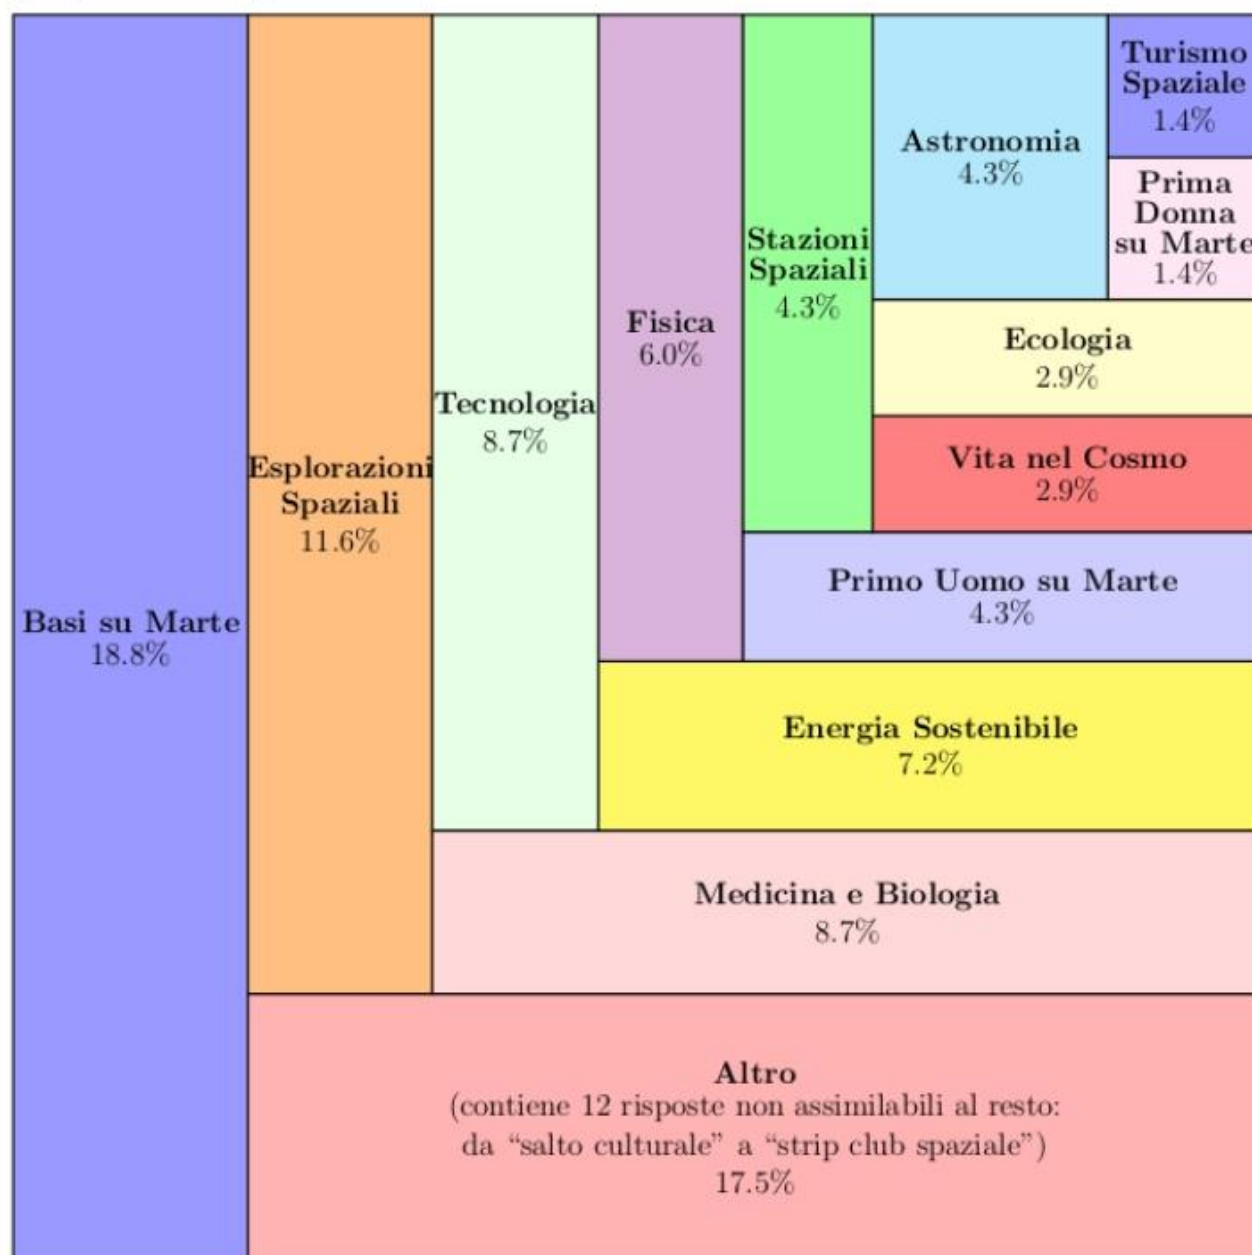 Basi su Marte
18.8%
Esplorazioni
Spaziali
11.6%
Tecnologia
8.7%
Fisica
6.0%
Stazioni
Spaziali
4.3%
Astronomia
4.3%
Turismo
Spaziale
1.4%
Prima
Donna
su Marte
1.4%
Ecologia
2.9%
Vita nel Cosmo
2.9%
Primo Uomo su Marte
4.3%
Energia Sostenibile
7.2%
Medicina e Biologia
8.7%
Altro
(contiene 12 risposte non assimilabili al resto:
da “salto culturale” a “strip club spaziale”)
17.5%